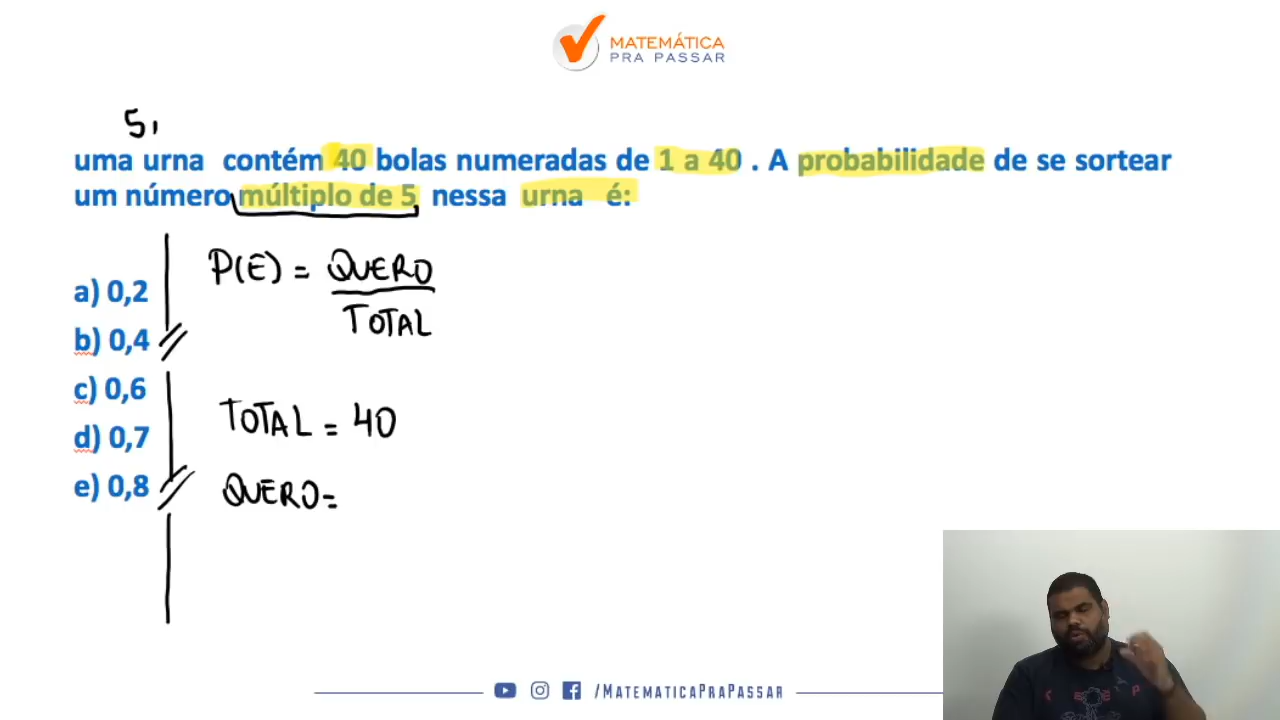 MATEMÁTICA
PRA PASSAR
5,
uma urna contém 40 bolas numeradas de 1 a 40 . A probabilidade de se sortear
um número múltiplo de 5 nessa urna é:
P(E) = QUERO
TOTAL
a) 0,2
b) 0,4
c) 0,6
d) 0,7
e) 0,8
TOTAL = 40
QUERO=
/MATEMATICAPRAPASSAR